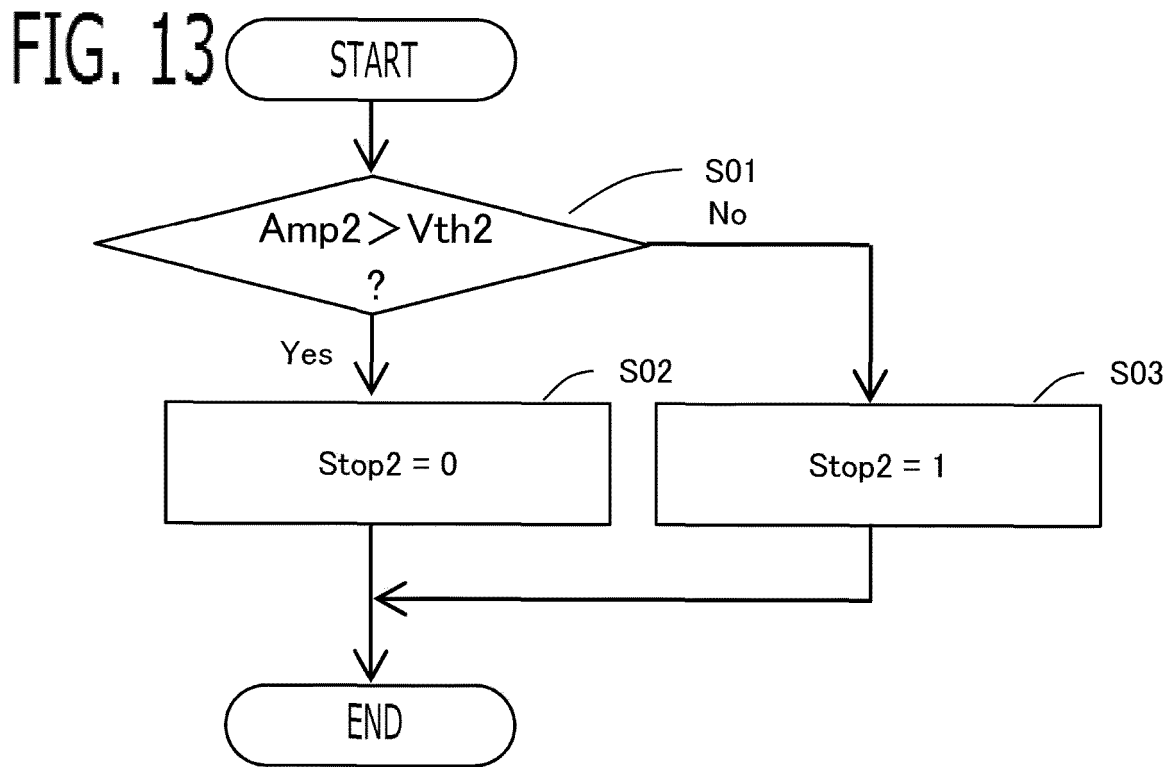 FIG. 13
START
S01
Amp2＞Vth2
?
No
Yes
S02
S03
Stop2 = 0
Stop2 = 1
END